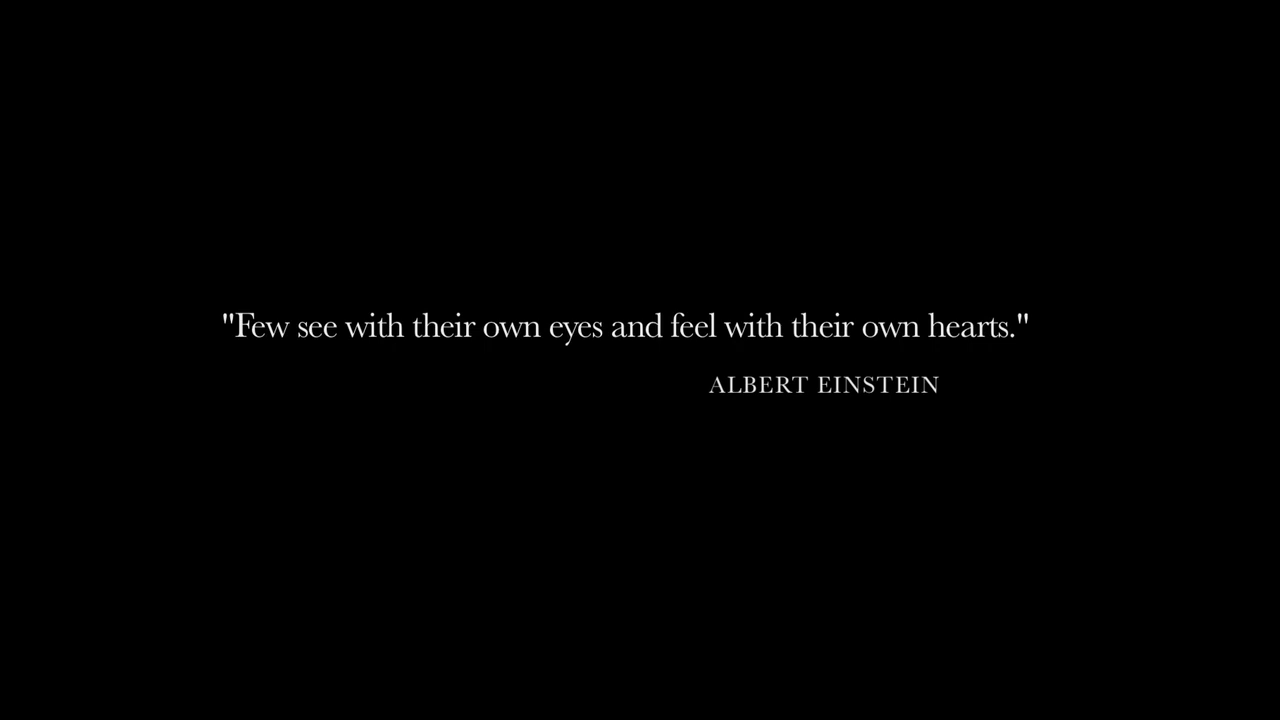 "Few see with their own eyes and feel with their own hearts."
ALBERT EINSTEIN